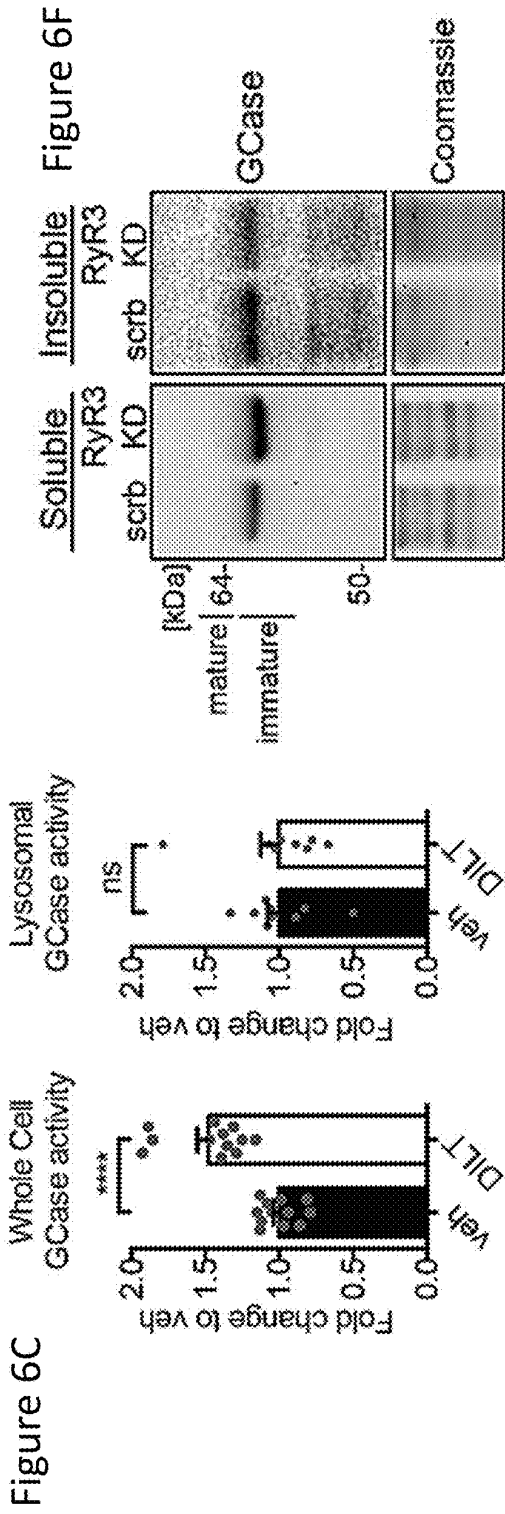 Figure 6C
Whole Cell
GCase activity
****
Fold change to veh
2.0
1.5
1.0
0.5
0.0
veh
DILT
Lysosomal
GCase activity
ns
Fold change to veh
2.0
1.5
1.0
0.5
0.0
veh
DILT
Figure 6F
Soluble
Insoluble
RyR3
RyR3
scrb
KD
scrb
KD
[kDa]
mature
64-
immature
50-
GCase
Coomassie